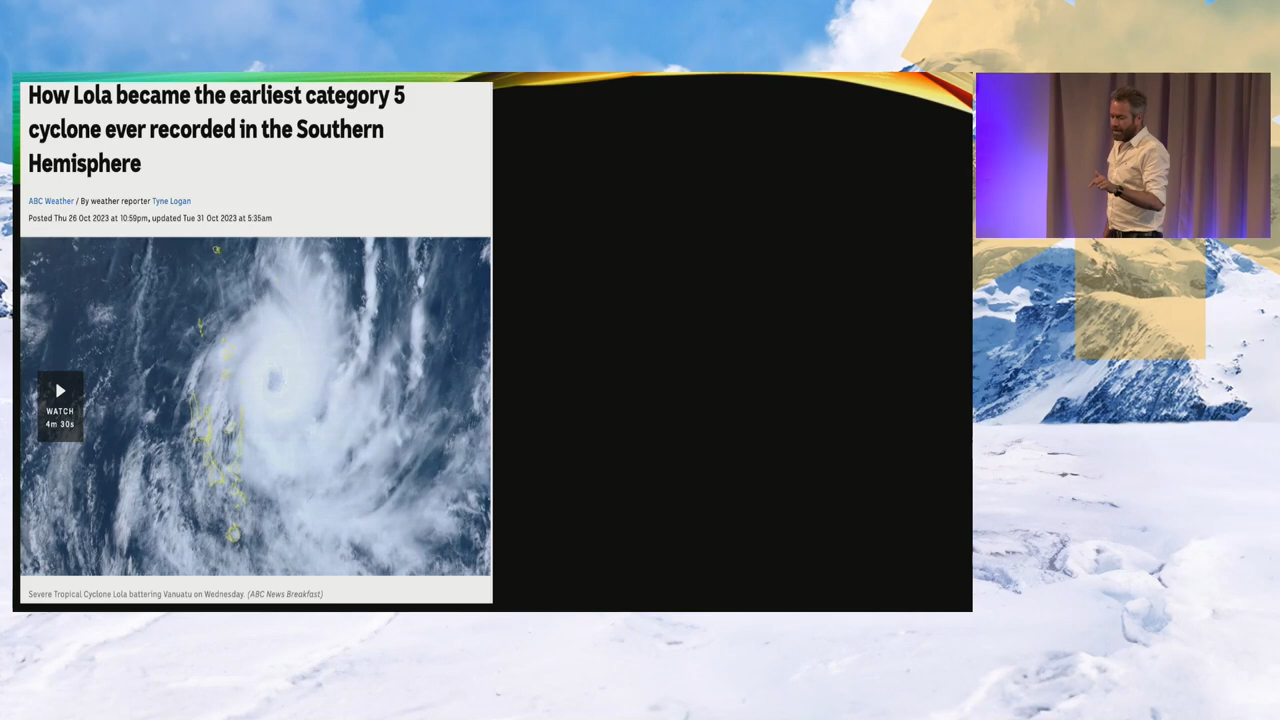 How Lola became the earliest category 5
cyclone ever recorded in the Southern
Hemisphere
ABC Weather / By weather reporter Tyne Logan
Posted Thu 26 Oct 2023 at 10:59pm, updated Tue 31 Oct 2023 at 5:35am
WATCH
4m 30s
Severe Tropical Cyclone Lola battering Vanuatu on Wednesday. (ABC News Breakfast)